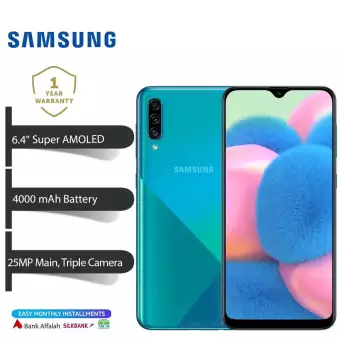 SAMSUNG
1
YEAR
WARRANTY
6.4" Super AMOLED
SAMSUNG
4000 mAh Battery
25MP Main, Triple Camera
EASY MONTHLY INSTALLMENTS
Bank Alfalah SILKBANK